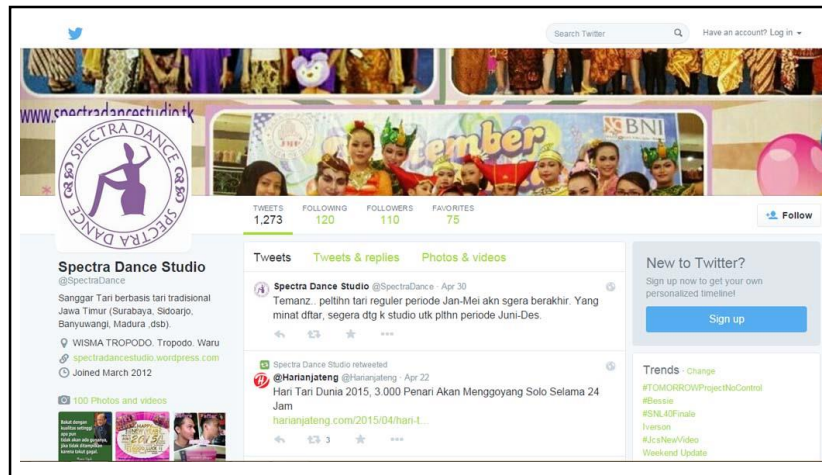 Search Twitter
Have an account? Log in
www.spectradancestudio.tk
BNI
SPECTRA DANCE
SPECTRA DANCE
TWEETS FOLLOWING FOLLOWERS FAVORITES
1,273 120 110 75
Follow
Spectra Dance Studio
@SpectraDance
Sanggar Tari berbasis tari tradisional
Jawa Timur (Surabaya, Sidoarjo,
Banyuwangi, Madura ,dsb).
WISMA TROPODO. Tropodo. Waru
spectradancestudio.wordpress.com
Joined March 2012
100 Photos and videos
Tweets Tweets & replies Photos & videos
Spectra Dance Studio @SpectraDance · Apr 30
Temanz.. peltihn tari reguler periode Jan-Mei akn sgera berakhir. Yang
minat dftar, segera dtg k studio utk plthn periode Juni-Des.
Spectra Dance Studio retweeted
@Harianjateng @Harianjateng · Apr 22
Hari Tari Dunia 2015, 3.000 Penari Akan Menggoyang Solo Selama 24
Jam
harianjateng.com/2015/04/hari-t...
3
New to Twitter?
Sign up now to get your own
personalized timeline!
Sign up
Trends · Change
#TOMORROWProjectNoControl
#Bessie
#SNL40Finale
Iverson
#JcsNewVideo
Weekend Update